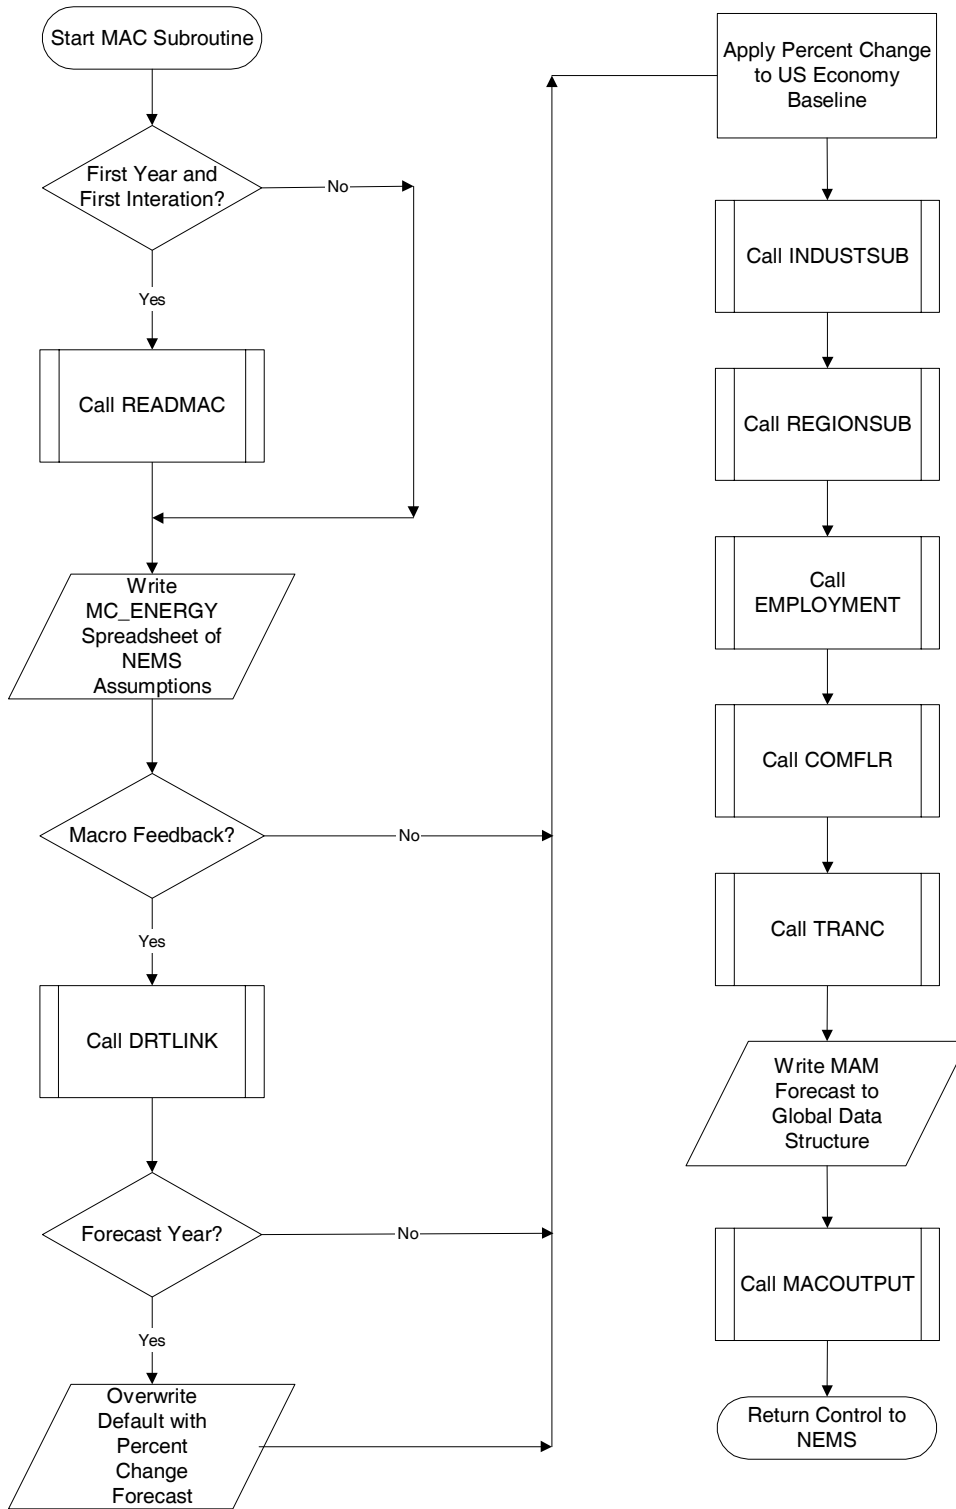 Start MAC Subroutine
First Year and
First Interation?
No
Yes
Call READMAC
Write
MC_ENERGY
Spreadsheet of
NEMS
Assumptions
Macro Feedback?
No
Yes
Call DRTLINK
Forecast Year?
No
Yes
Overwrite
Default with
Percent
Change
Forecast
Apply Percent Change
to US Economy
Baseline
Call INDUSTSUB
Call REGIONSUB
Call
EMPLOYMENT
Call COMFLR
Call TRANC
Write MAM
Forecast to
Global Data
Structure
Call MACOUTPUT
Return Control to
NEMS